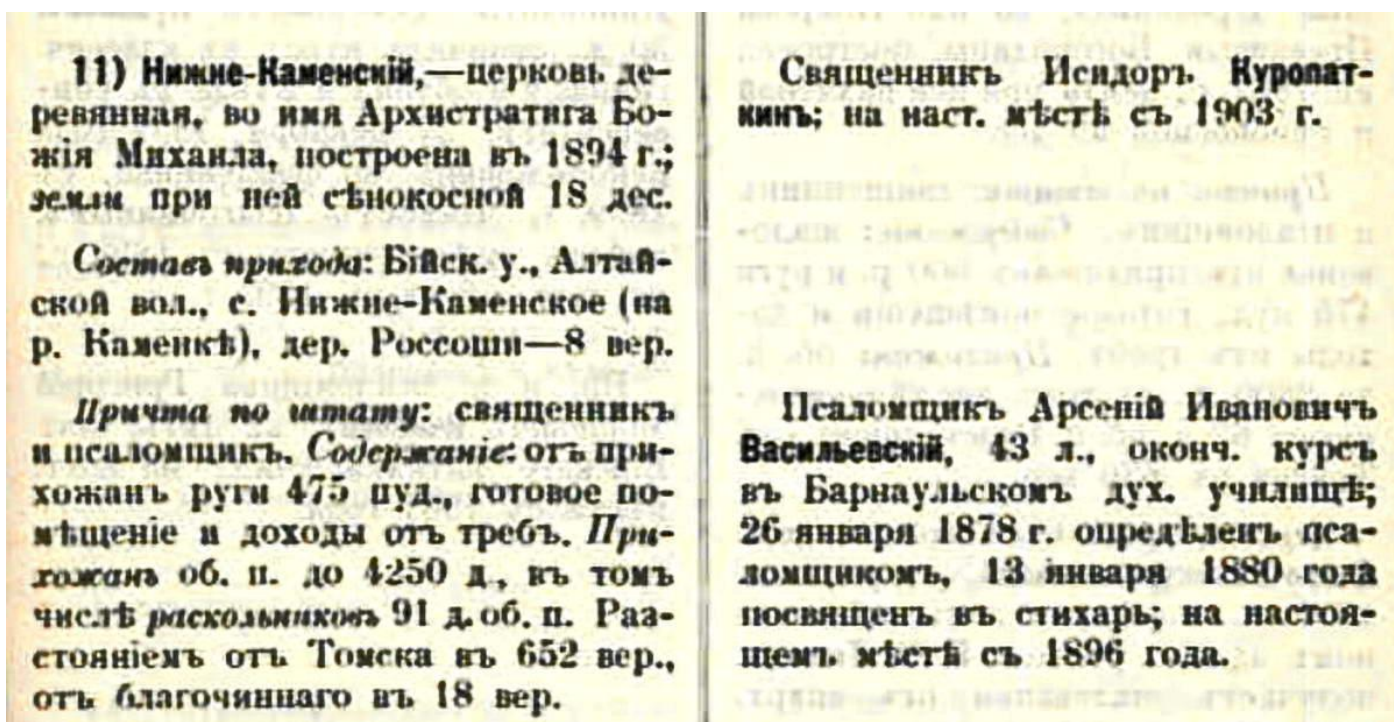 11) Нижне-Каменскій,—церковь де-
ревянная, во имя Архистратига Бо-
жія Михаила, построена въ 1894 г.;
земли при ней сѣнокосной 18 дес.
Составъ прихода: Бійск. у., Алтай-
ской вол., с. Нижне-Каменское (на
р. Каменкѣ), дер. Россоши—8 вер.
Причта по штату: священникъ
и псаломщикъ. Содержаніе: отъ при-
хожанъ руги 475 пуд., готовое по-
мѣщеніе и доходы отъ требъ. При-
хожанъ об. п. до 4250 д., въ томъ
числѣ раскольниковъ 91 д. об. п. Раз-
стояніемъ отъ Томска въ 652 вер.,
отъ благочиннаго въ 18 вер.
Священникъ Исидоръ Куропат-
кинъ; на наст. мѣстѣ съ 1903 г.
Псаломщикъ Арсеній Ивановичъ
Васильевскій, 43 л., оконч. курсъ
въ Барнаульскомъ дух. училищѣ;
26 января 1878 г. опредѣленъ пса-
ломщикомъ, 13 января 1880 года
посвященъ въ стихарь; на настоя-
щемъ мѣстѣ съ 1896 года.